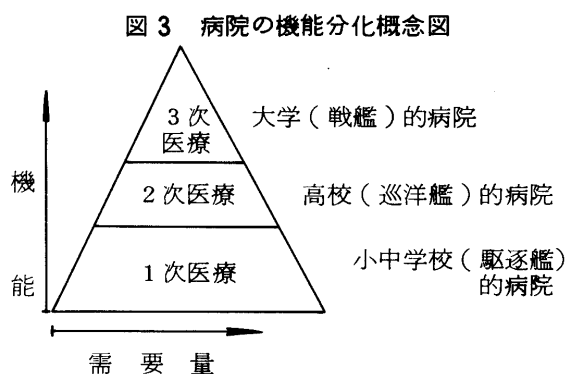 図3 病院の機能分化概念図
3次
医療
大学(戦艦)的病院
2次医療
高校(巡洋艦)的病院
1次医療
小中学校(駆逐艦)
的病院
機能
需要量